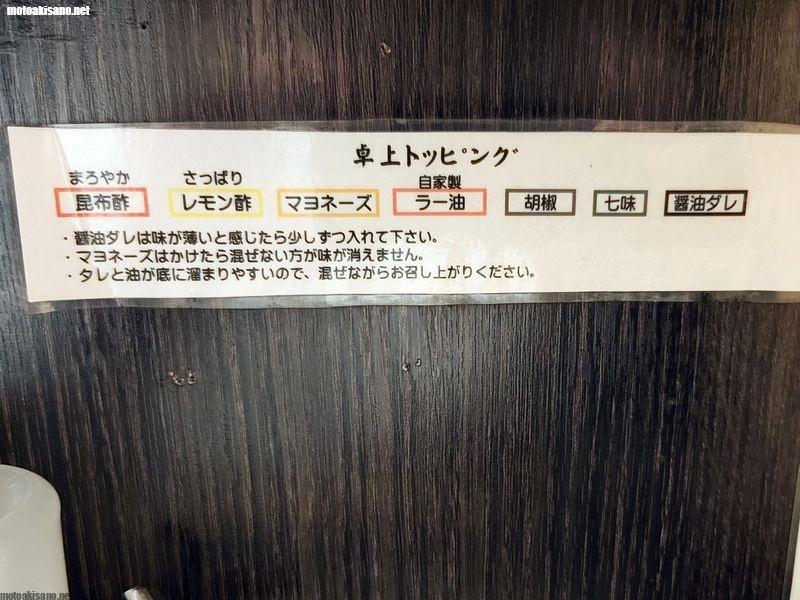 motoakisano.net
卓上トッピング
まろやか さっぱり 自家製
昆布酢 レモン酢 マヨネーズ ラー油 胡椒 七味 醤油ダレ
・醤油ダレは味が薄いと感じたら少しずつ入れて下さい。
・マヨネーズはかけたら混ぜない方が味が消えません。
・タレと油が底に溜まりやすいので、混ぜながらお召し上がりください。
motoakisano.net